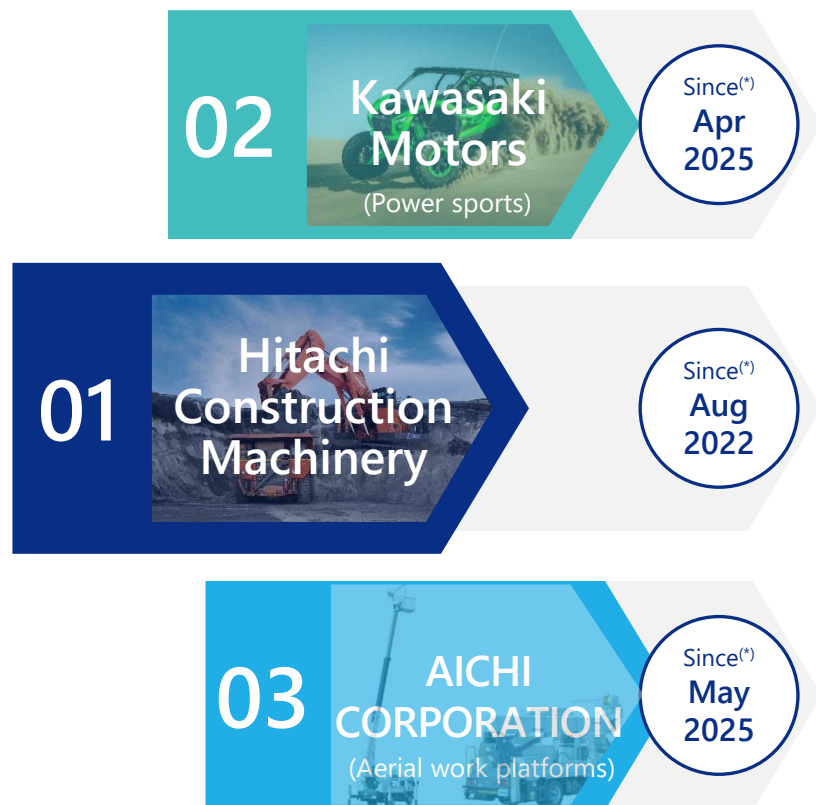 02
Kawasaki
Motors
(Power sports)
Since(*)
Apr
2025
01
Hitachi
Construction
Machinery
Since(*)
Aug
2022
03
AICHI
CORPORATION
(Aerial work platforms)
Since(*)
May
2025